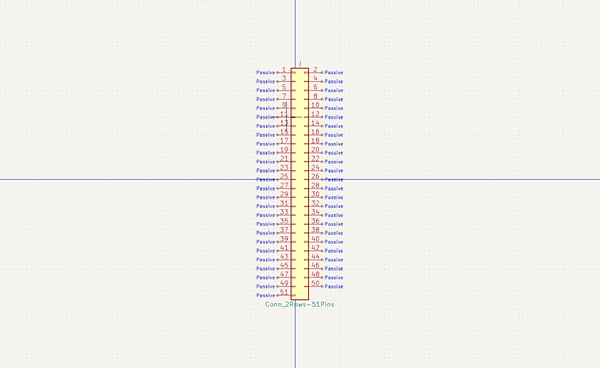 J
Passive 1 2 Passive
Passive 3 4 Passive
Passive 5 6 Passive
Passive 7 8 Passive
Passive 9 10 Passive
Passive 11 12 Passive
Passive 13 14 Passive
Passive 15 16 Passive
Passive 17 18 Passive
Passive 19 20 Passive
Passive 21 22 Passive
Passive 23 24 Passive
Passive 25 26 Passive
Passive 27 28 Passive
Passive 29 30 Passive
Passive 31 32 Passive
Passive 33 34 Passive
Passive 35 36 Passive
Passive 37 38 Passive
Passive 39 40 Passive
Passive 41 42 Passive
Passive 43 44 Passive
Passive 45 46 Passive
Passive 47 48 Passive
Passive 49 50 Passive
Passive 51
Conn_2Rows-51Pins